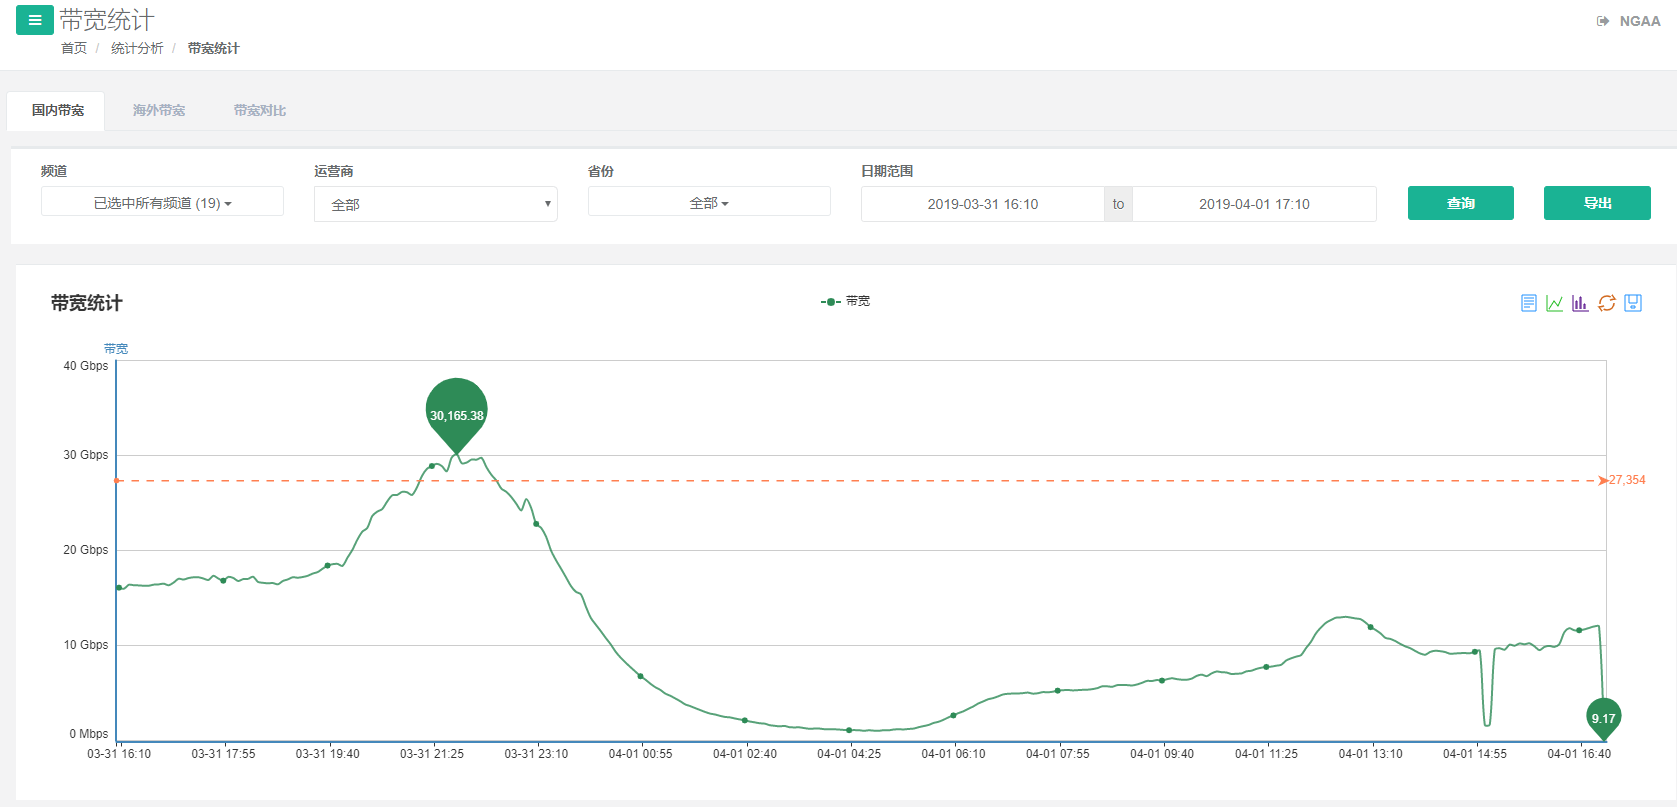 带宽统计
NGAA
首页 / 统计分析 / 带宽统计
国内带宽 海外带宽 带宽对比
频道 运营商 省份 日期范围
已选中所有频道 (19) 全部 全部 2019-03-31 16:10 to 2019-04-01 17:10 查询 导出
带宽统计
带宽
带宽
40 Gbps
30,165.38
30 Gbps
27,354
20 Gbps
10 Gbps
9.17
0 Mbps
03-31 16:10 03-31 17:55 03-31 19:40 03-31 21:25 03-31 23:10 04-01 00:55 04-01 02:40 04-01 04:25 04-01 06:10 04-01 07:55 04-01 09:40 04-01 11:25 04-01 13:10 04-01 14:55 04-01 16:40